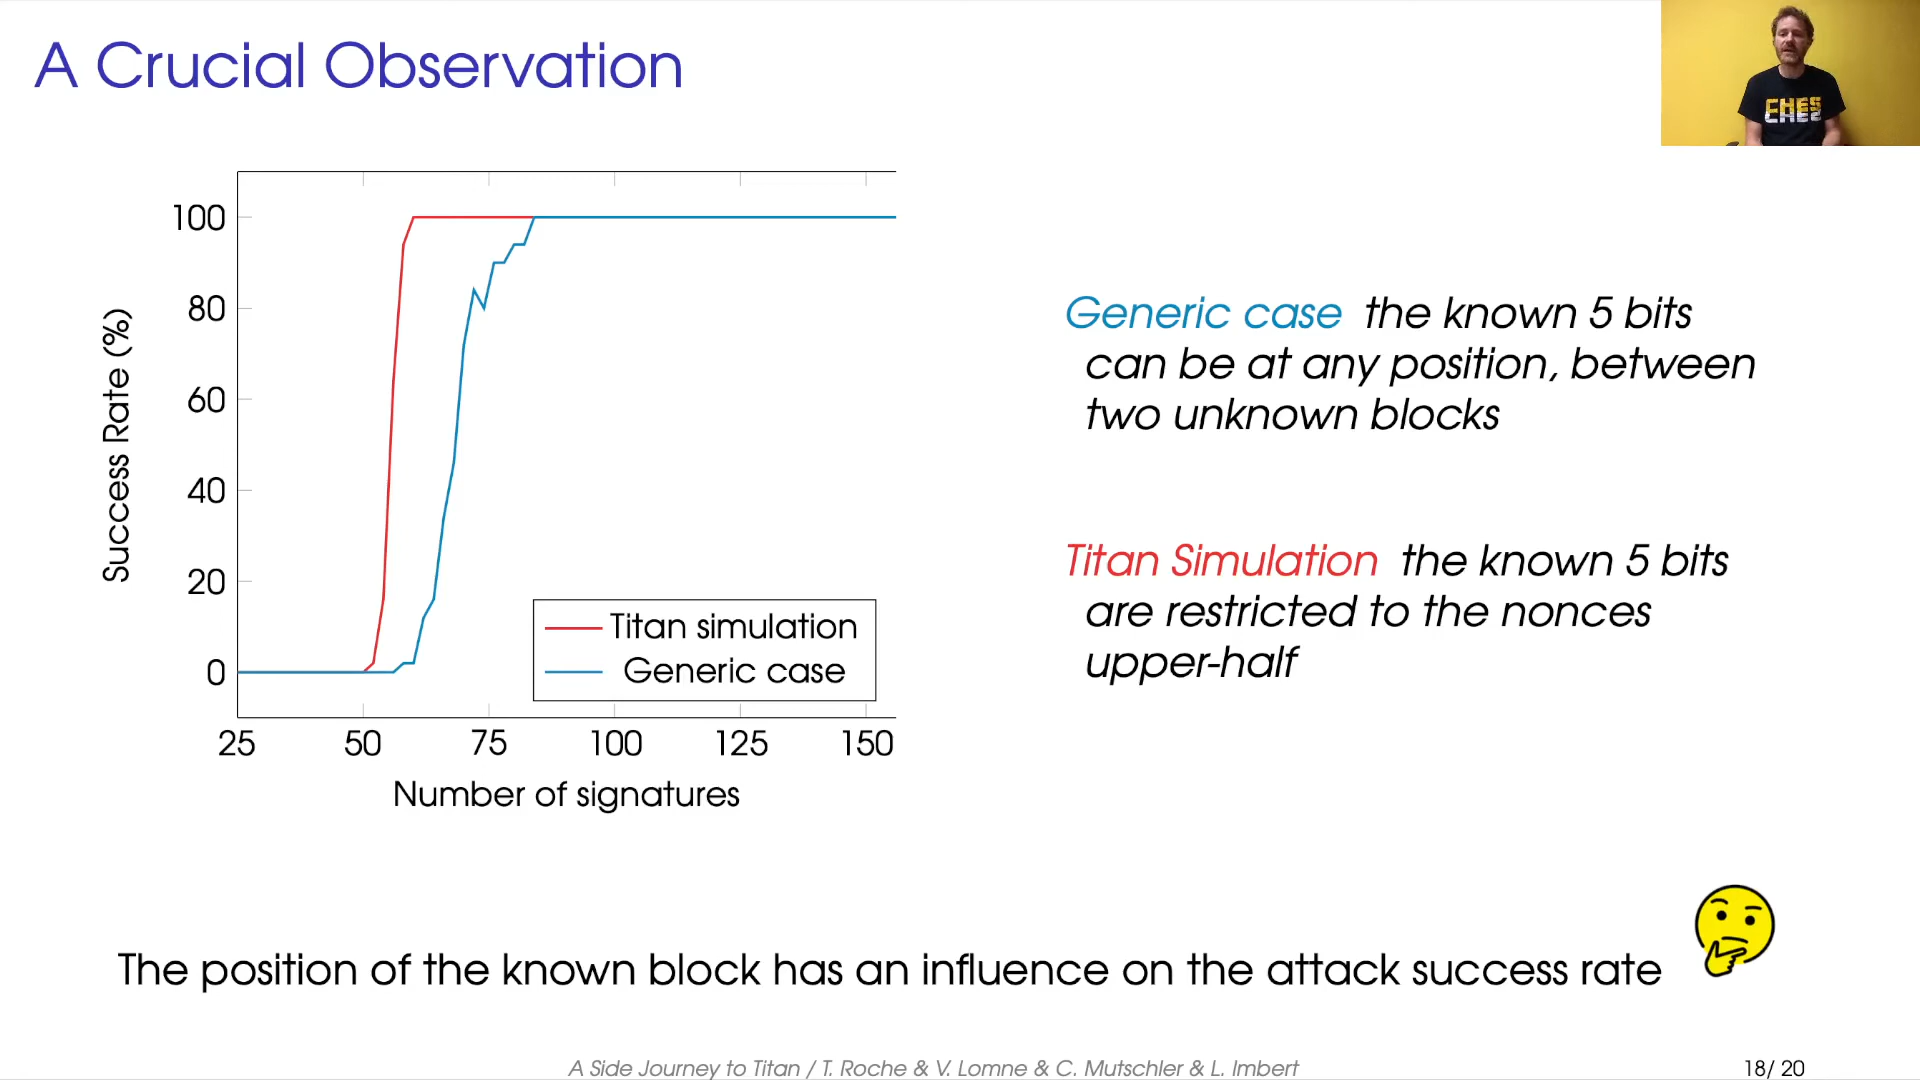 A Crucial Observation
CHES
CHES
100
80
60
40
20
0
Success Rate (%)
Titan simulation
Generic case
25 50 75 100 125 150
Number of signatures
Generic case the known 5 bits
can be at any position, between
two unknown blocks
Titan Simulation the known 5 bits
are restricted to the nonces
upper-half
The position of the known block has an influence on the attack success rate
A Side Journey to Titan / T. Roche & V. Lomne & C. Mutschler & L. Imbert
18/ 20